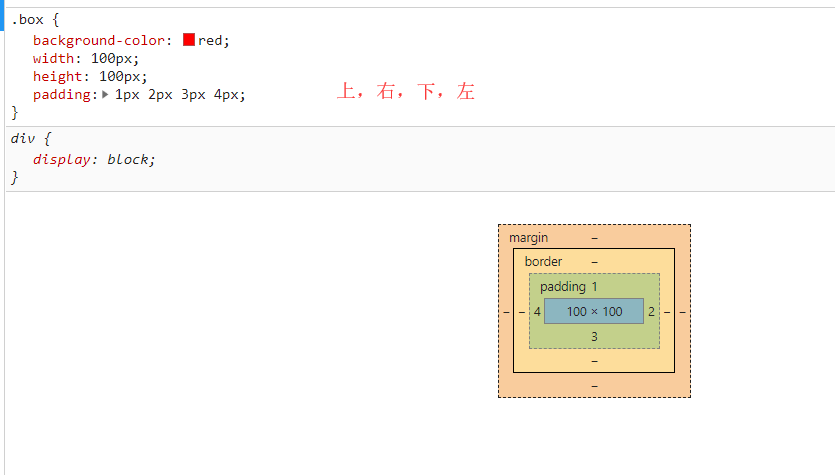 .box {
background-color: red;
width: 100px;
height: 100px;
padding: 1px 2px 3px 4px;
上，右，下，左
}
div {
display: block;
}
margin –
border –
padding 1
– – 4 100 × 100 2 – –
3
–
–